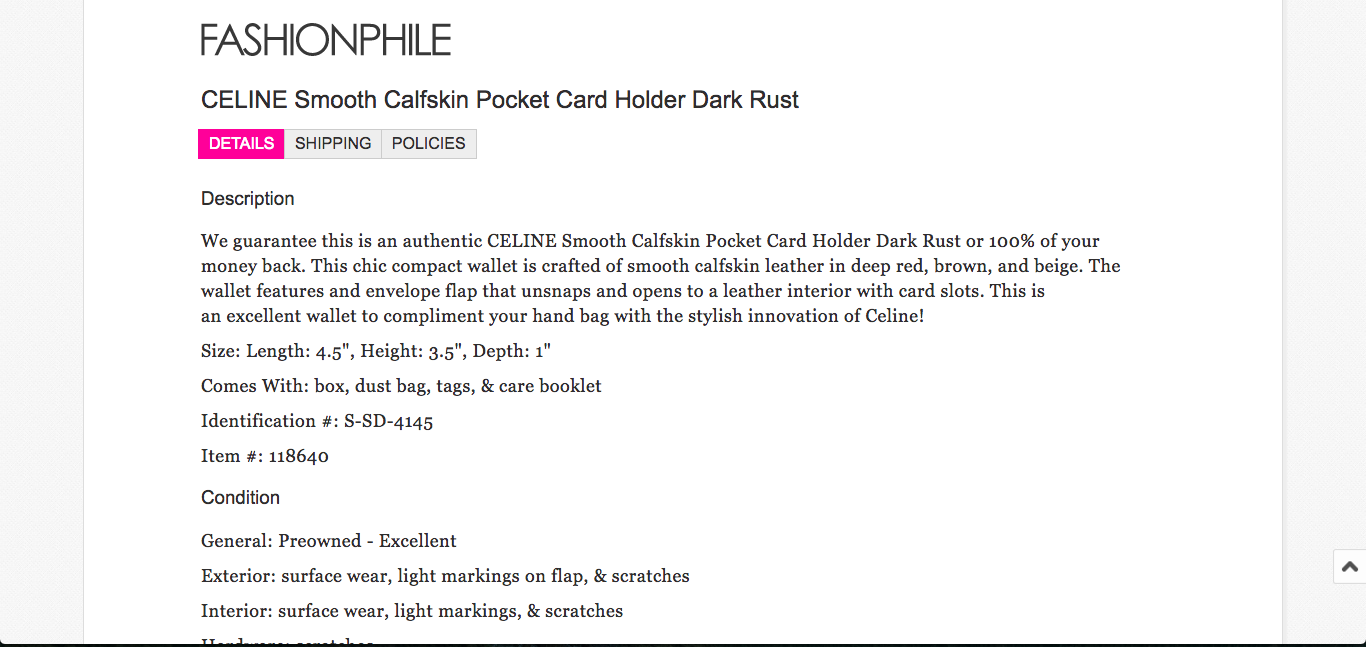 FASHIONPHILE
CELINE Smooth Calfskin Pocket Card Holder Dark Rust
DETAILS SHIPPING POLICIES
Description
We guarantee this is an authentic CELINE Smooth Calfskin Pocket Card Holder Dark Rust or 100% of your
money back. This chic compact wallet is crafted of smooth calfskin leather in deep red, brown, and beige. The
wallet features and envelope flap that unsnaps and opens to a leather interior with card slots. This is
an excellent wallet to compliment your hand bag with the stylish innovation of Celine!
Size: Length: 4.5", Height: 3.5", Depth: 1"
Comes With: box, dust bag, tags, & care booklet
Identification #: S-SD-4145
Item #: 118640
Condition
General: Preowned - Excellent
Exterior: surface wear, light markings on flap, & scratches
Interior: surface wear, light markings, & scratches
Hardware: scratches